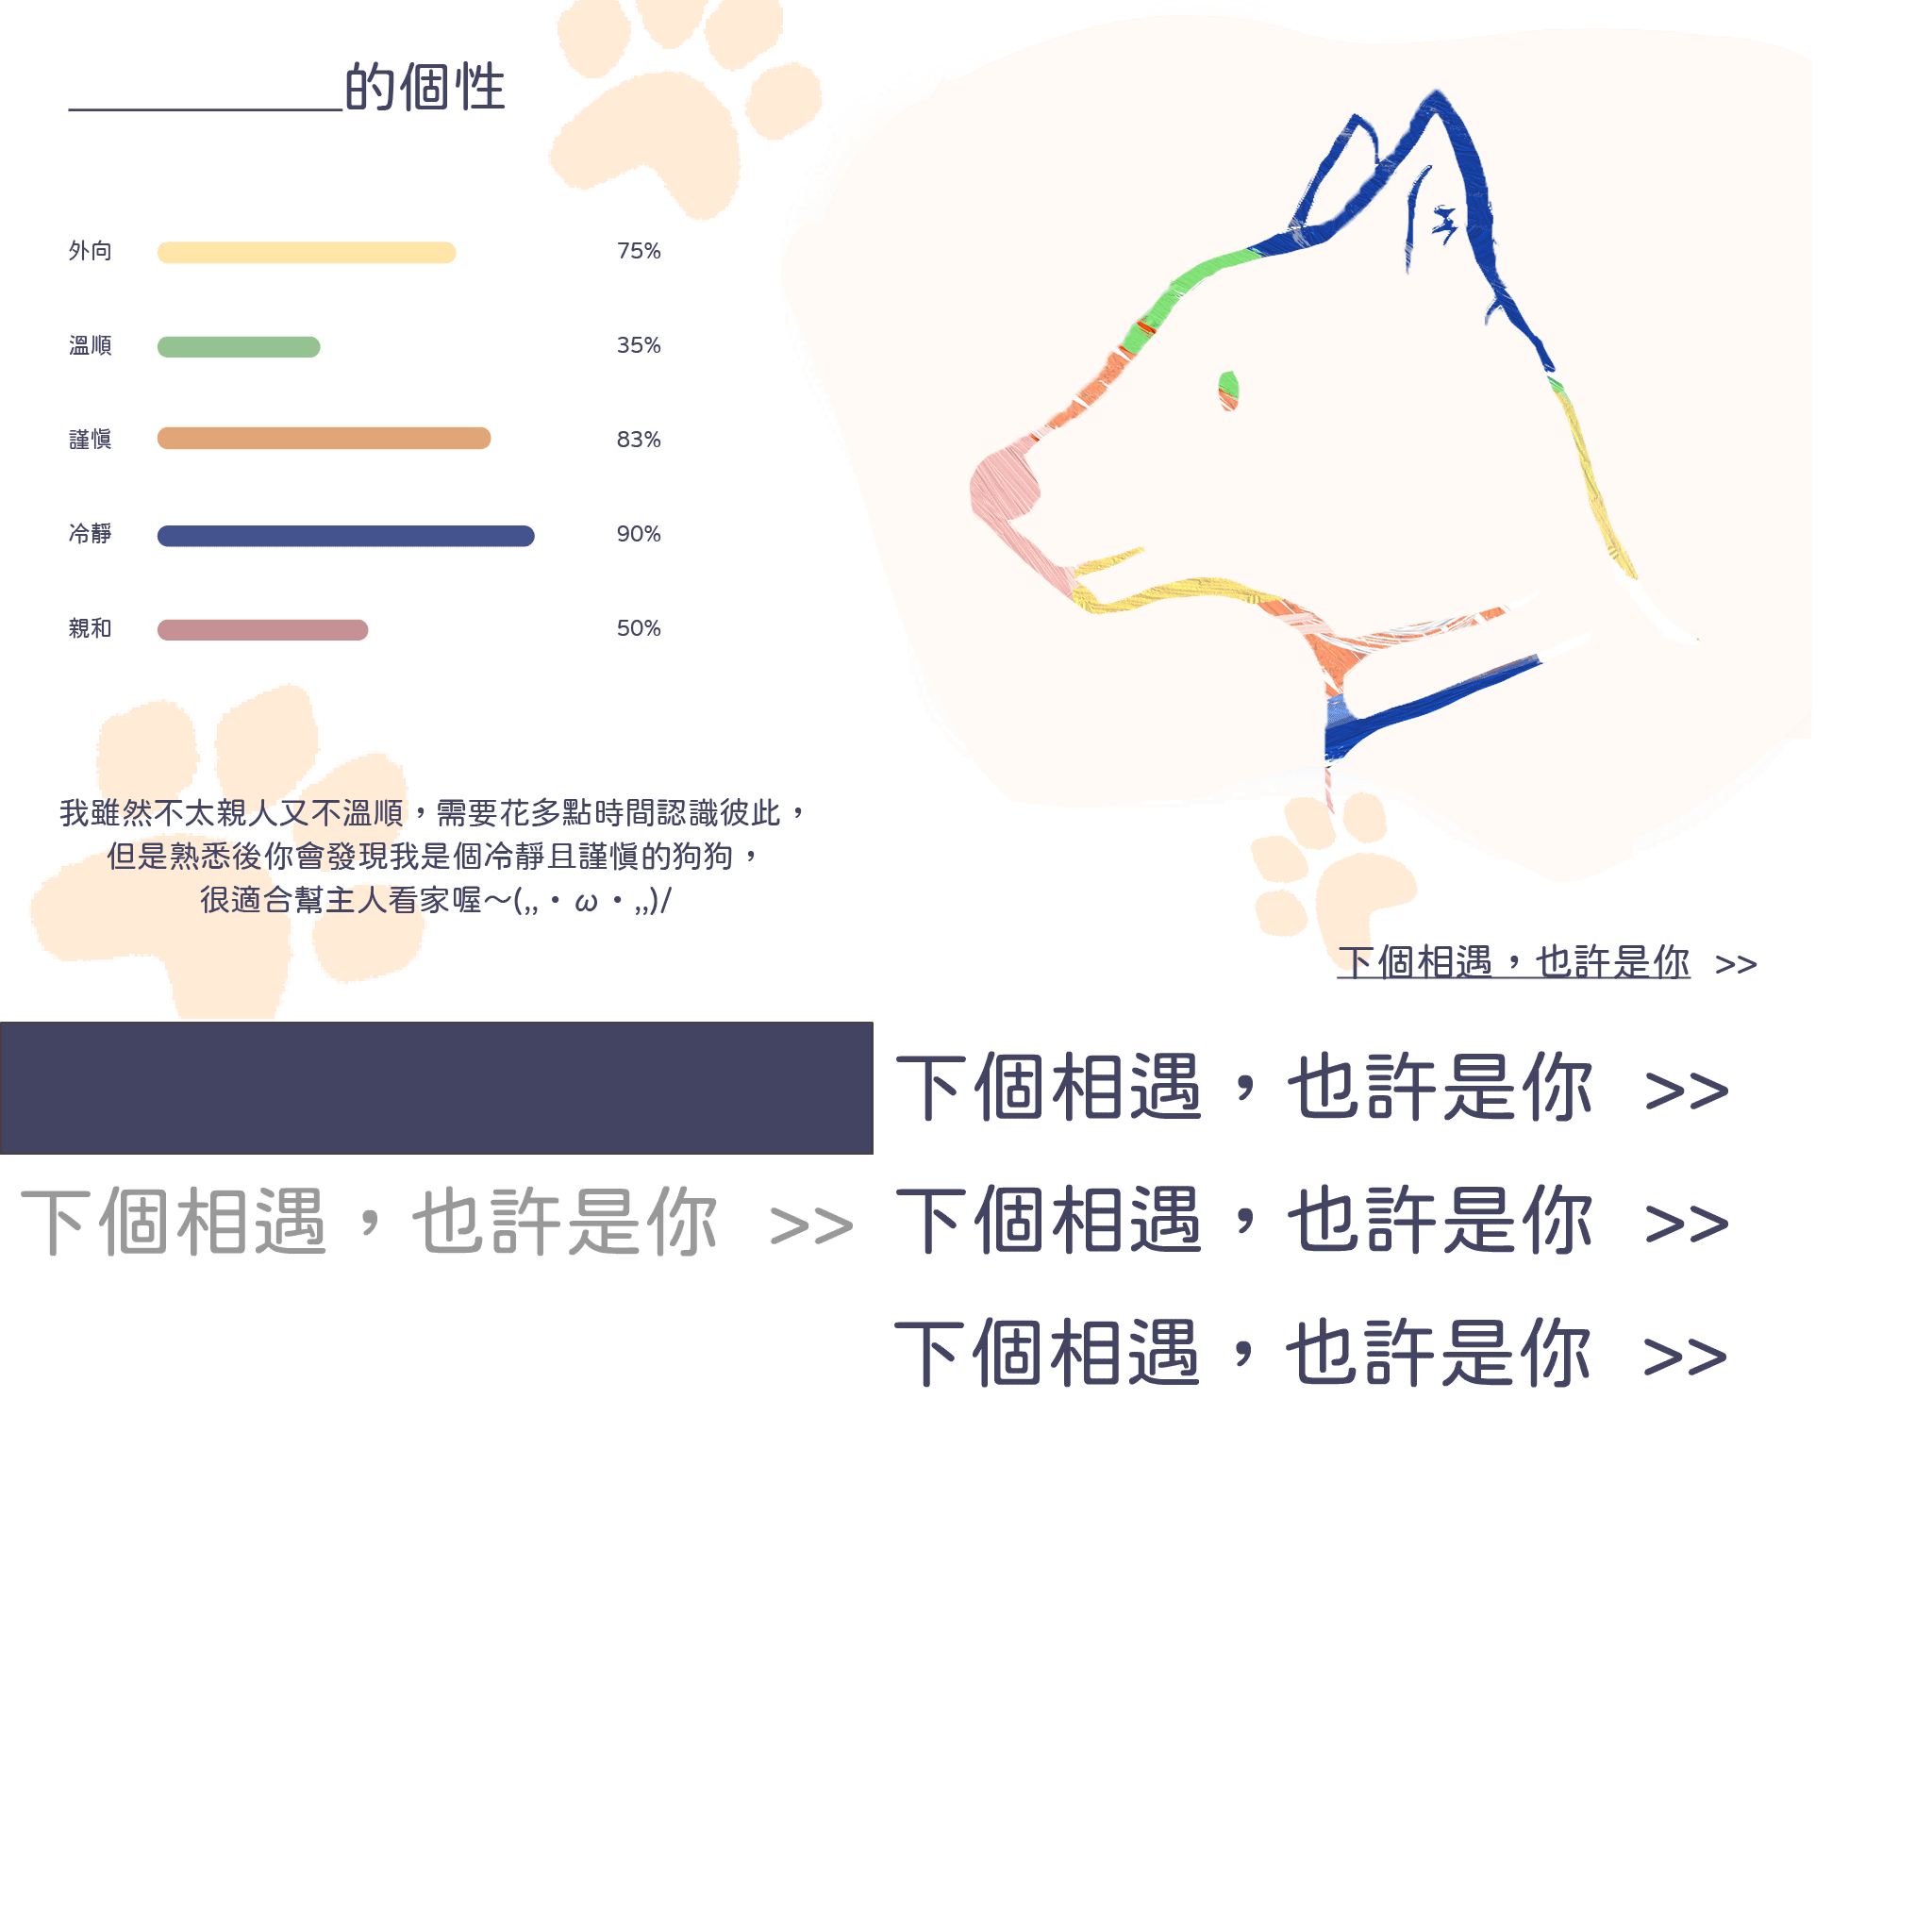 ____________的個性
外向 75%
溫順 35%
謹慎 83%
冷靜 90%
親和 50%
我雖然不太親人又不溫順，需要花多點時間認識彼此，
但是熟悉後你會發現我是個冷靜且謹慎的狗狗，
很適合幫主人看家喔～(,,・ω・,,)/
下個相遇，也許是你 >>
下個相遇，也許是你 >>
下個相遇，也許是你 >>
下個相遇，也許是你 >>
下個相遇，也許是你 >>